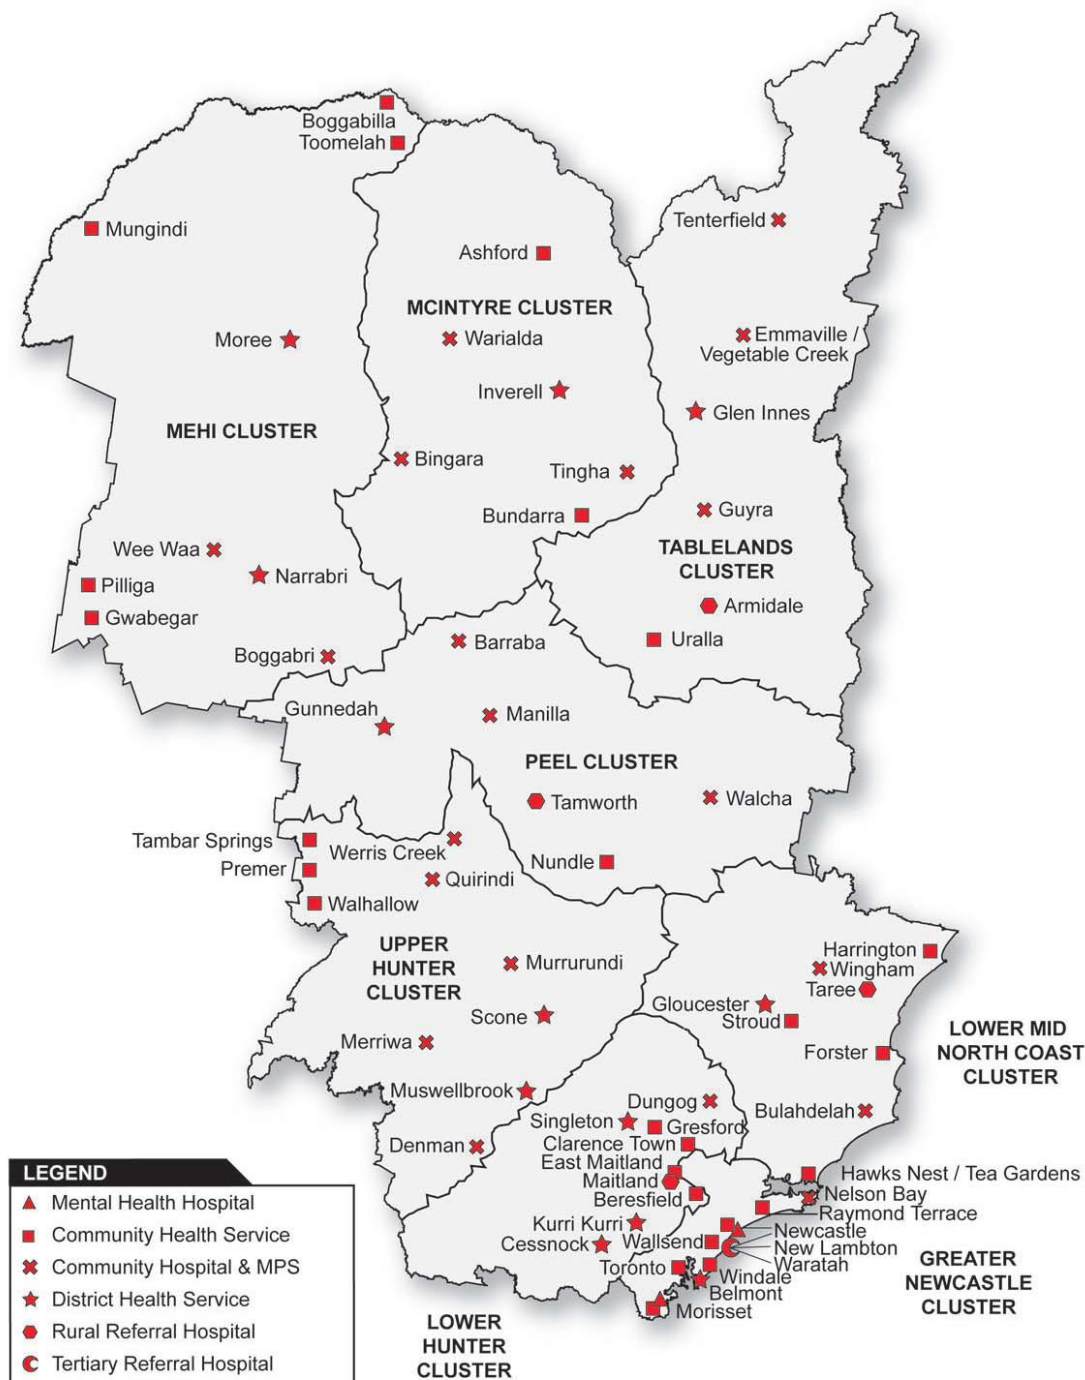 Boggabilla
Toomelah
Mungindi
Tenterfield
Ashford
MCINTYRE CLUSTER
Moree
Warialda
Emmaville /
Vegetable Creek
Inverell
Glen Innes
MEHI CLUSTER
Bingara
Tingha
Bundarra
Guyra
Wee Waa
TABLELANDS
CLUSTER
Narrabri
Pilliga
Armidale
Gwabegar
Uralla
Barraba
Boggabri
Gunnedah
Manilla
PEEL CLUSTER
Tamworth
Walcha
Tambar Springs
Werris Creek
Premer
Nundle
Quirindi
Walhallow
UPPER
HUNTER
CLUSTER
Murrurundi
Harrington
Wingham
Taree
Gloucester
Stroud
Scone
LOWER MID
NORTH COAST
CLUSTER
Merriwa
Forster
Muswellbrook
Dungog
Bulahdelah
Singleton
Gresford
Denman
Clarence Town
East Maitland
Maitland
Beresfield
Hawks Nest / Tea Gardens
Nelson Bay
Raymond Terrace
Kurri Kurri
Newcastle
Cessnock
Wallsend
New Lambton
Waratah
Toronto
Windale
Belmont
Morisset
GREATER
NEWCASTLE
CLUSTER
LOWER
HUNTER
CLUSTER
LEGEND
Mental Health Hospital
Community Health Service
Community Hospital & MPS
District Health Service
Rural Referral Hospital
Tertiary Referral Hospital